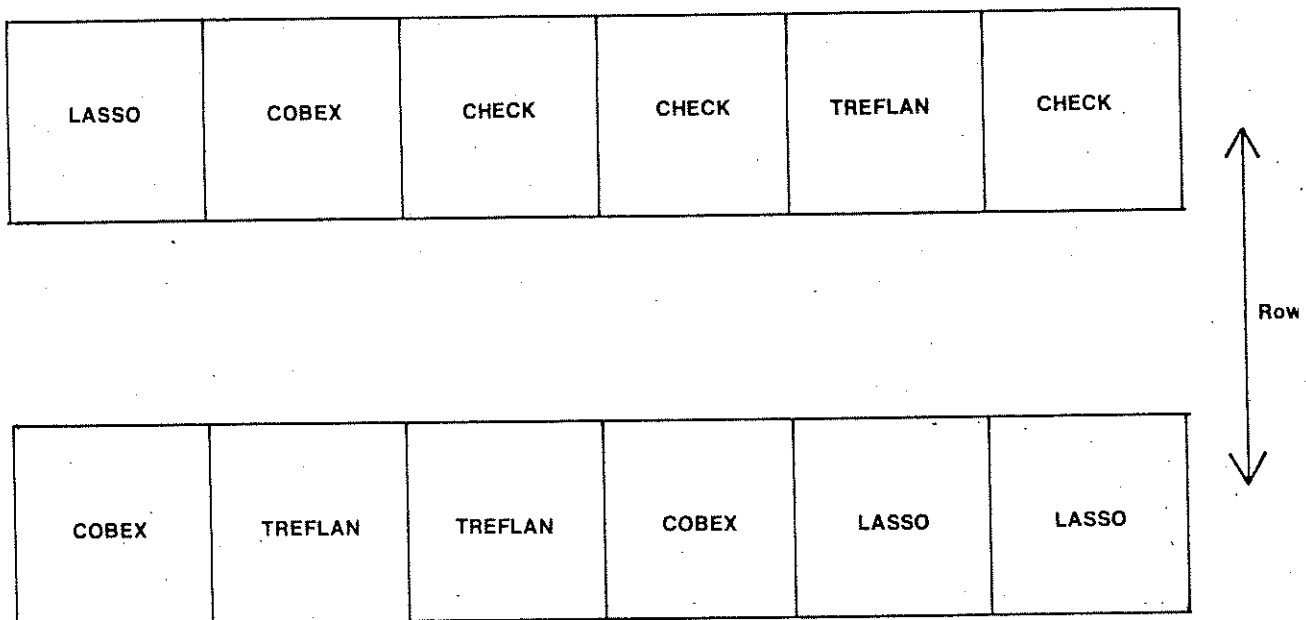 LASSO COBEX CHECK CHECK TREFLAN CHECK
Row
COBEX TREFLAN TREFLAN COBEX LASSO LASSO